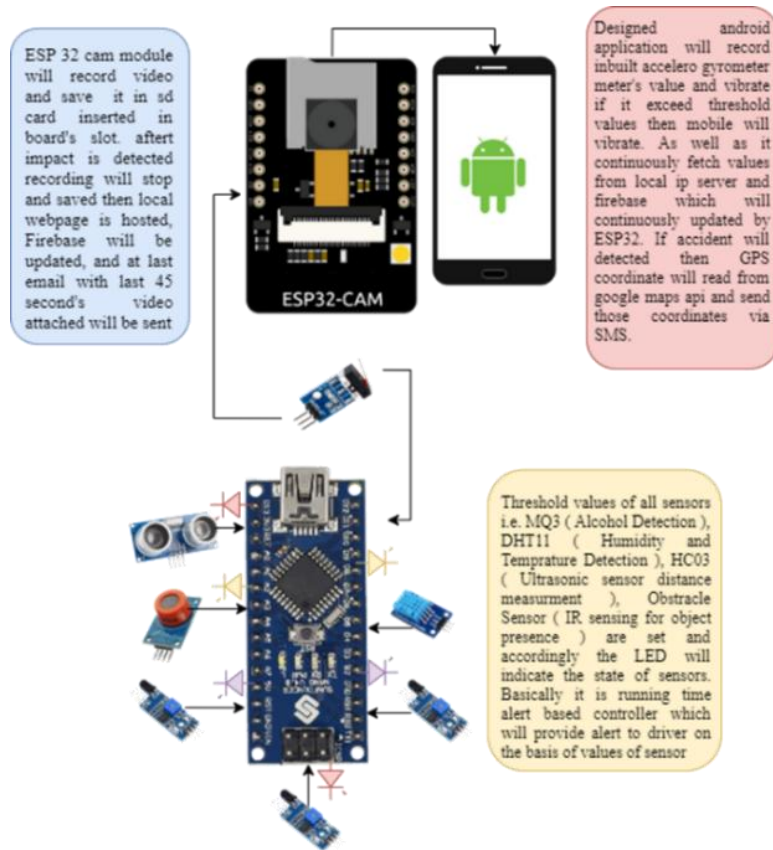 ESP 32 cam module
will record video
and save it in sd
card inserted in
board's slot. aftert
impact is detected
recording will stop
and saved then local
webpage is hosted,
Firebase will be
updated, and at last
email with last 45
second's video
attached will be sent
ESP32-CAM
Designed android
application will record
inbuilt accelero gyrometer
meter's value and vibrate
if it exceed threshold
values then mobile will
vibrate. As well as it
continuously fetch values
from local ip server and
firebase which will
continuously updated by
ESP32. If accident will
detected then GPS
coordinate will read from
google maps api and send
those coordinates via
SMS.
Threshold values of all sensors
i.e. MQ3 ( Alcohol Detection ),
DHT11 ( Humidity and
Temprature Detection ), HC03
( Ultrasonic sensor distance
measurment ), Obstracle
Sensor ( IR sensing for object
presence ) are set and
accordingly the LED will
indicate the state of sensors.
Basically it is running time
alert based controller which
will provide alert to driver on
the basis of values of sensor